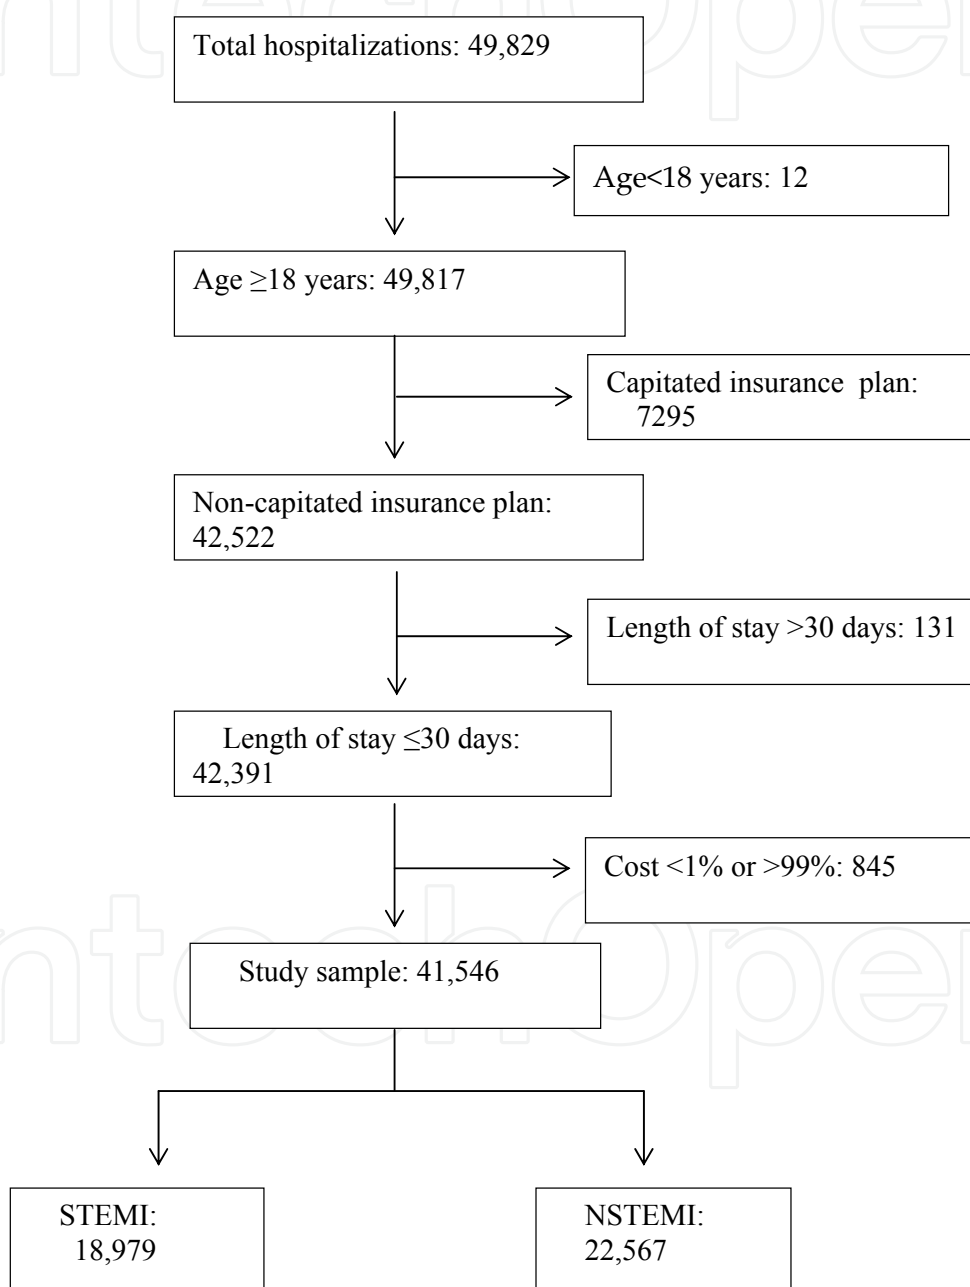 Total hospitalizations: 49,829
Age<18 years: 12
Age ≥18 years: 49,817
Capitated insurance plan:
7295
Non-capitated insurance plan:
42,522
Length of stay >30 days: 131
Length of stay ≤30 days:
42,391
Cost <1% or >99%: 845
Study sample: 41,546
STEMI:
18,979
NSTEMI:
22,567